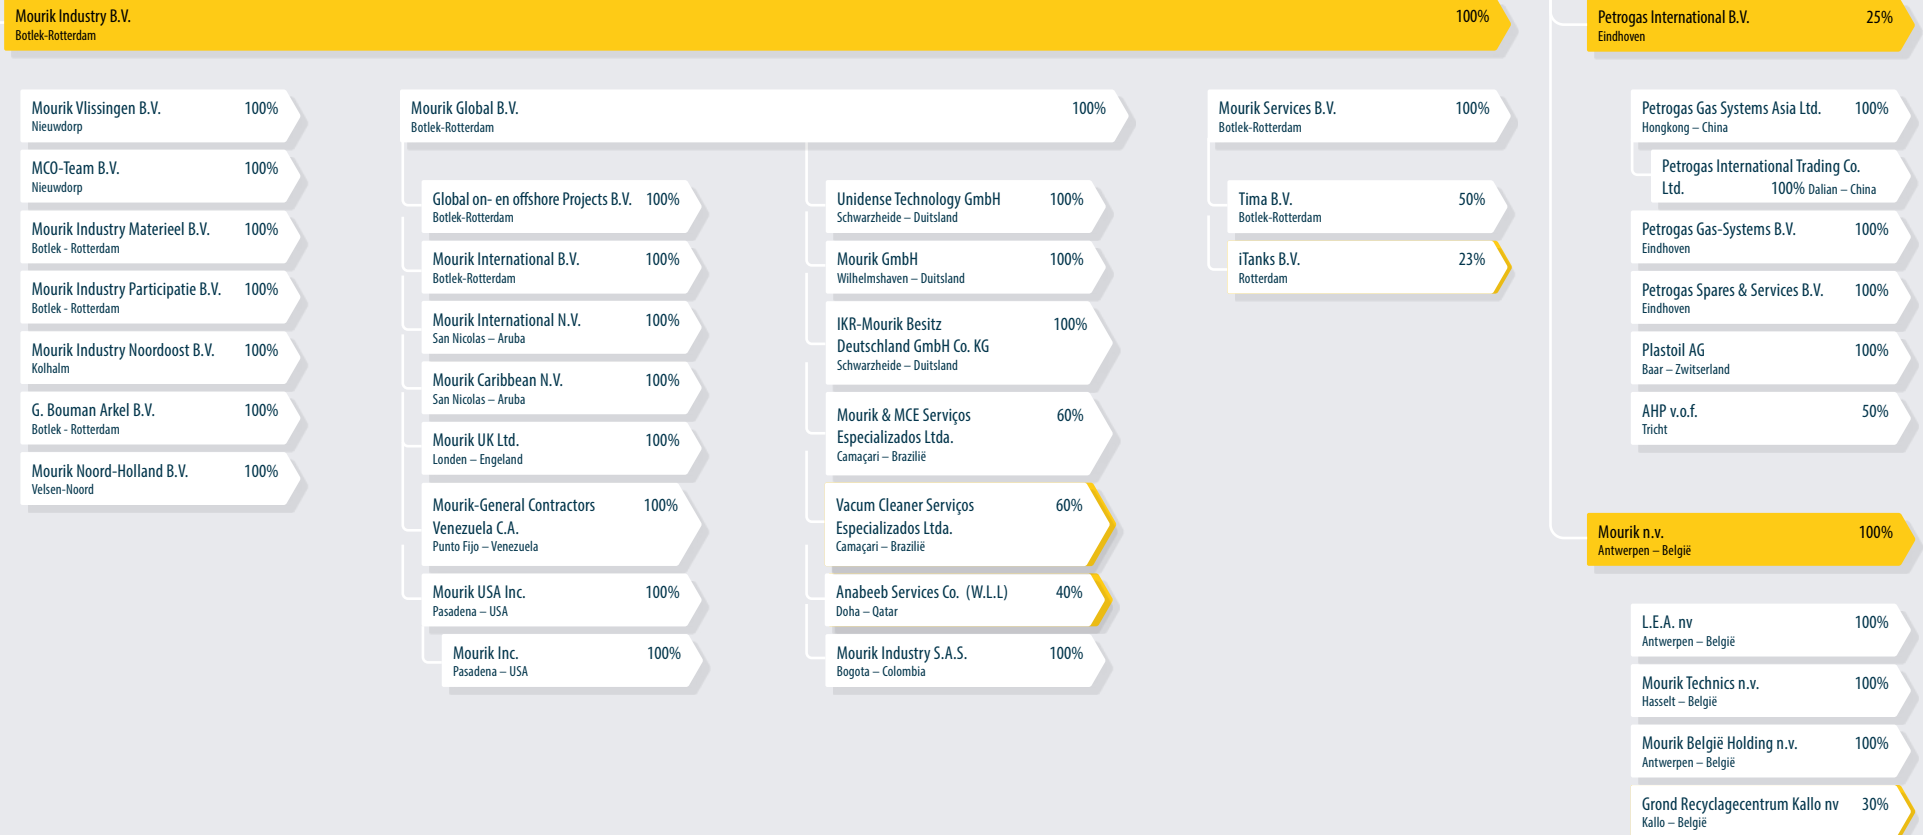 Mourik Industry B.V. 100%
Botlek-Rotterdam
Mourik Vlissingen B.V. 100%
Nieuwdorp
MCO-Team B.V. 100%
Nieuwdorp
Mourik Industry Materieel B.V. 100%
Botlek - Rotterdam
Mourik Industry Participatie B.V. 100%
Botlek - Rotterdam
Mourik Industry Noordoost B.V. 100%
Kolhalm
G. Bouman Arkel B.V. 100%
Botlek - Rotterdam
Mourik Noord-Holland B.V. 100%
Velsen-Noord
Mourik Global B.V. 100%
Botlek-Rotterdam
Global on- en offshore Projects B.V. 100%
Botlek-Rotterdam
Mourik International B.V. 100%
Botlek-Rotterdam
Mourik International N.V. 100%
San Nicolas – Aruba
Mourik Caribbean N.V. 100%
San Nicolas – Aruba
Mourik UK Ltd. 100%
Londen – Engeland
Mourik-General Contractors 100%
Venezuela C.A.
Punto Fijo – Venezuela
Mourik USA Inc. 100%
Pasadena – USA
Mourik Inc. 100%
Pasadena – USA
Unidense Technology GmbH 100%
Schwarzheide – Duitsland
Mourik GmbH 100%
Wilhelmshaven – Duitsland
IKR-Mourik Besitz 100%
Deutschland GmbH Co. KG
Schwarzheide – Duitsland
Mourik & MCE Serviços 60%
Especializados Ltda.
Camaçari – Brazilië
Vacum Cleaner Serviços 60%
Especializados Ltda.
Camaçari – Brazilië
Anabeeb Services Co. (W.L.L) 40%
Doha – Qatar
Mourik Industry S.A.S. 100%
Bogota – Colombia
Mourik Services B.V. 100%
Botlek-Rotterdam
Tima B.V. 50%
Botlek-Rotterdam
iTanks B.V. 23%
Rotterdam
Petrogas International B.V. 25%
Eindhoven
Petrogas Gas Systems Asia Ltd. 100%
Hongkong – China
Petrogas International Trading Co.
Ltd. 100% Dalian – China
Petrogas Gas-Systems B.V. 100%
Eindhoven
Petrogas Spares & Services B.V. 100%
Eindhoven
Plastoil AG 100%
Baar – Zwitserland
AHP v.o.f. 50%
Tricht
Mourik n.v. 100%
Antwerpen – België
L.E.A. nv 100%
Antwerpen – België
Mourik Technics n.v. 100%
Hasselt – België
Mourik België Holding n.v. 100%
Antwerpen – België
Grond Recyclagecentrum Kallo nv 30%
Kallo – België